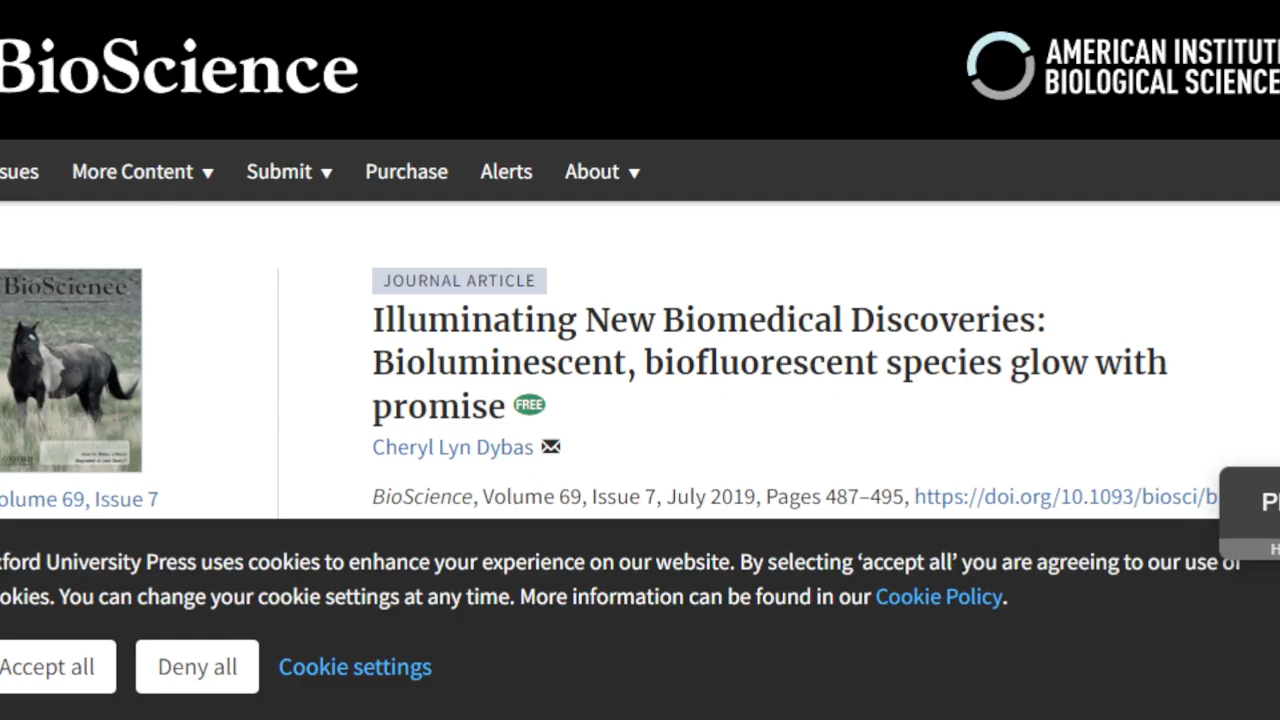 BioScience
AMERICAN INSTITUT
BIOLOGICAL SCIENCE
sues More Content ▼ Submit ▼ Purchase Alerts About ▼
BioScience
olume 69, Issue 7
JOURNAL ARTICLE
Illuminating New Biomedical Discoveries:
Bioluminescent, biofluorescent species glow with
promise FREE
Cheryl Lyn Dybas
BioScience, Volume 69, Issue 7, July 2019, Pages 487–495, https://doi.org/10.1093/biosci/b
xford University Press uses cookies to enhance your experience on our website. By selecting ‘accept all’ you are agreeing to our use of
okies. You can change your cookie settings at any time. More information can be found in our Cookie Policy.
Accept all Deny all Cookie settings